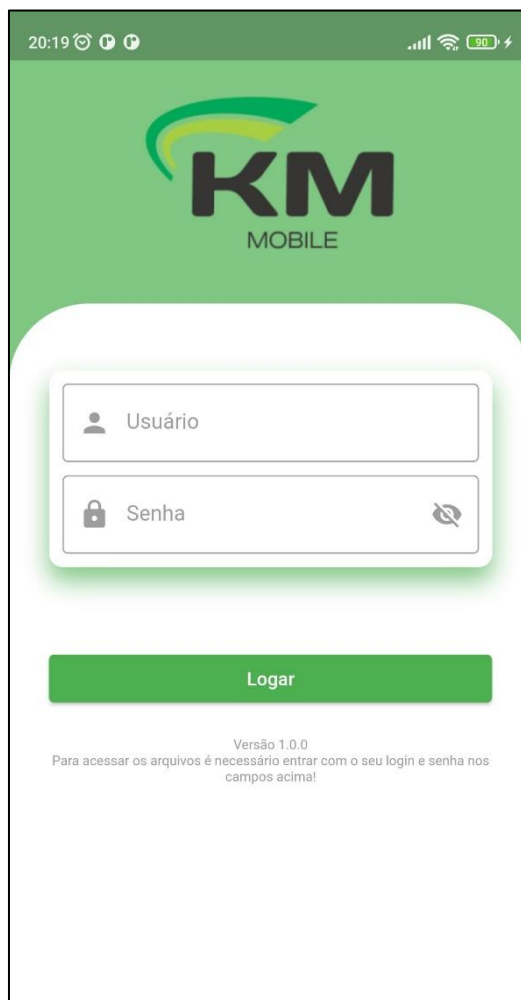 20:19
90
KM
MOBILE
Usuário
Senha
Logar
Versão 1.0.0
Para acessar os arquivos é necessário entrar com o seu login e senha nos
campos acima!